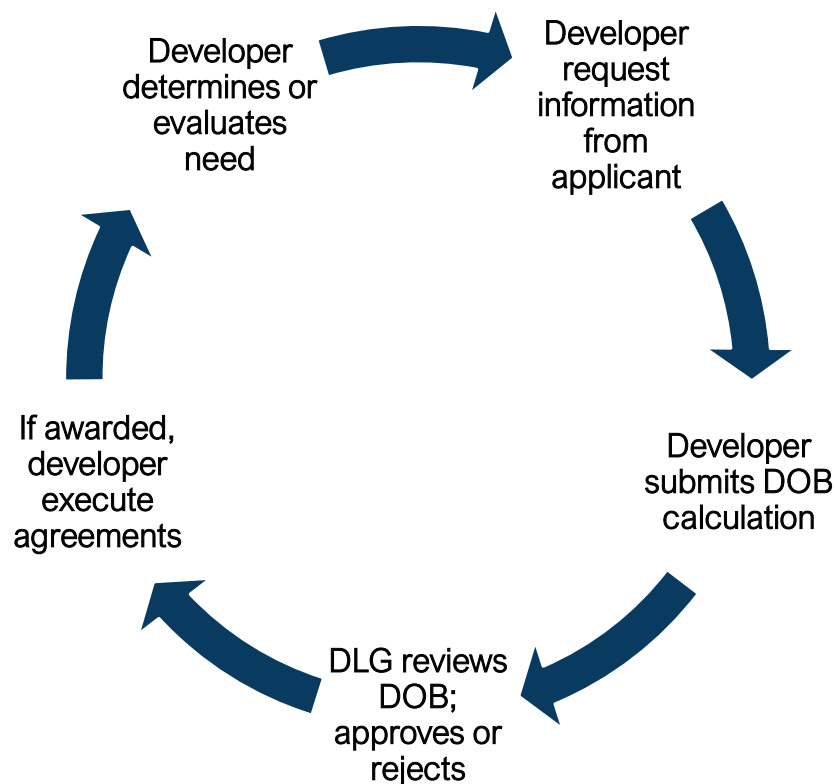 Developer
determines or
evaluates
need
Developer
request
information
from
applicant
Developer
submits DOB
calculation
DLG reviews
DOB;
approves or
rejects
If awarded,
developer
execute
agreements